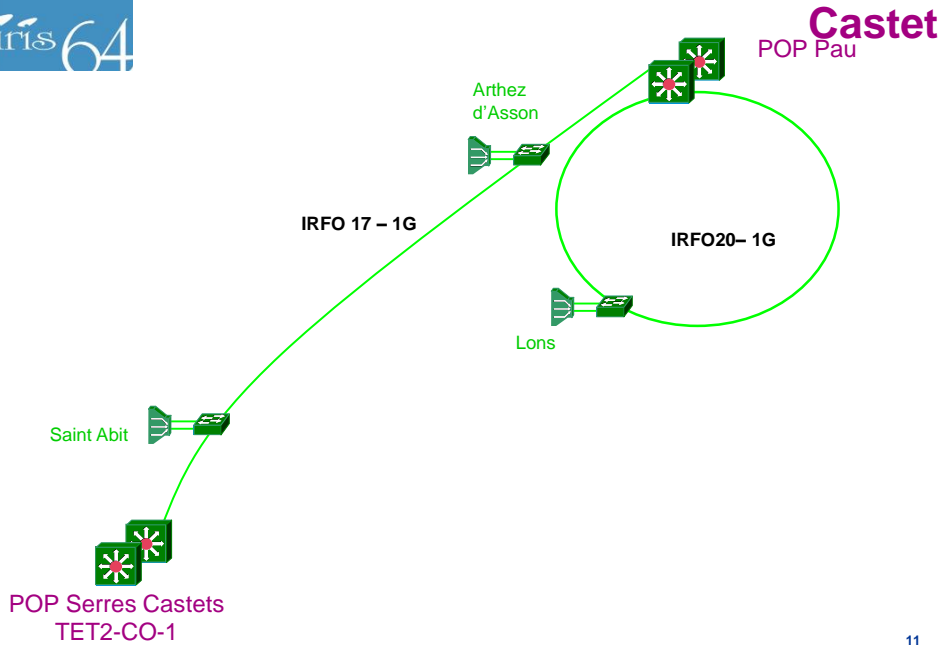 iris 64
Castet
POP Pau
Arthez
d'Asson
IRFO 17 – 1G
IRFO20– 1G
Lons
Saint Abit
POP Serres Castets
TET2-CO-1
11